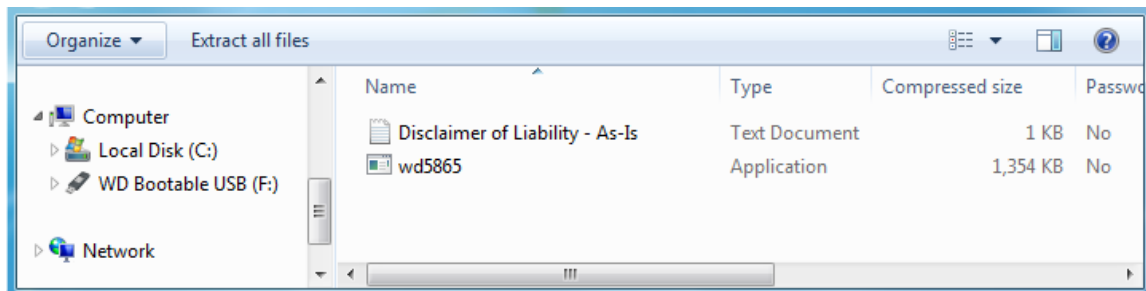 Organize Extract all files
Name Type Compressed size Passwo
Computer
Local Disk (C:)
WD Bootable USB (F:)
Network
Disclaimer of Liability - As-Is Text Document 1 KB No
wd5865 Application 1,354 KB No